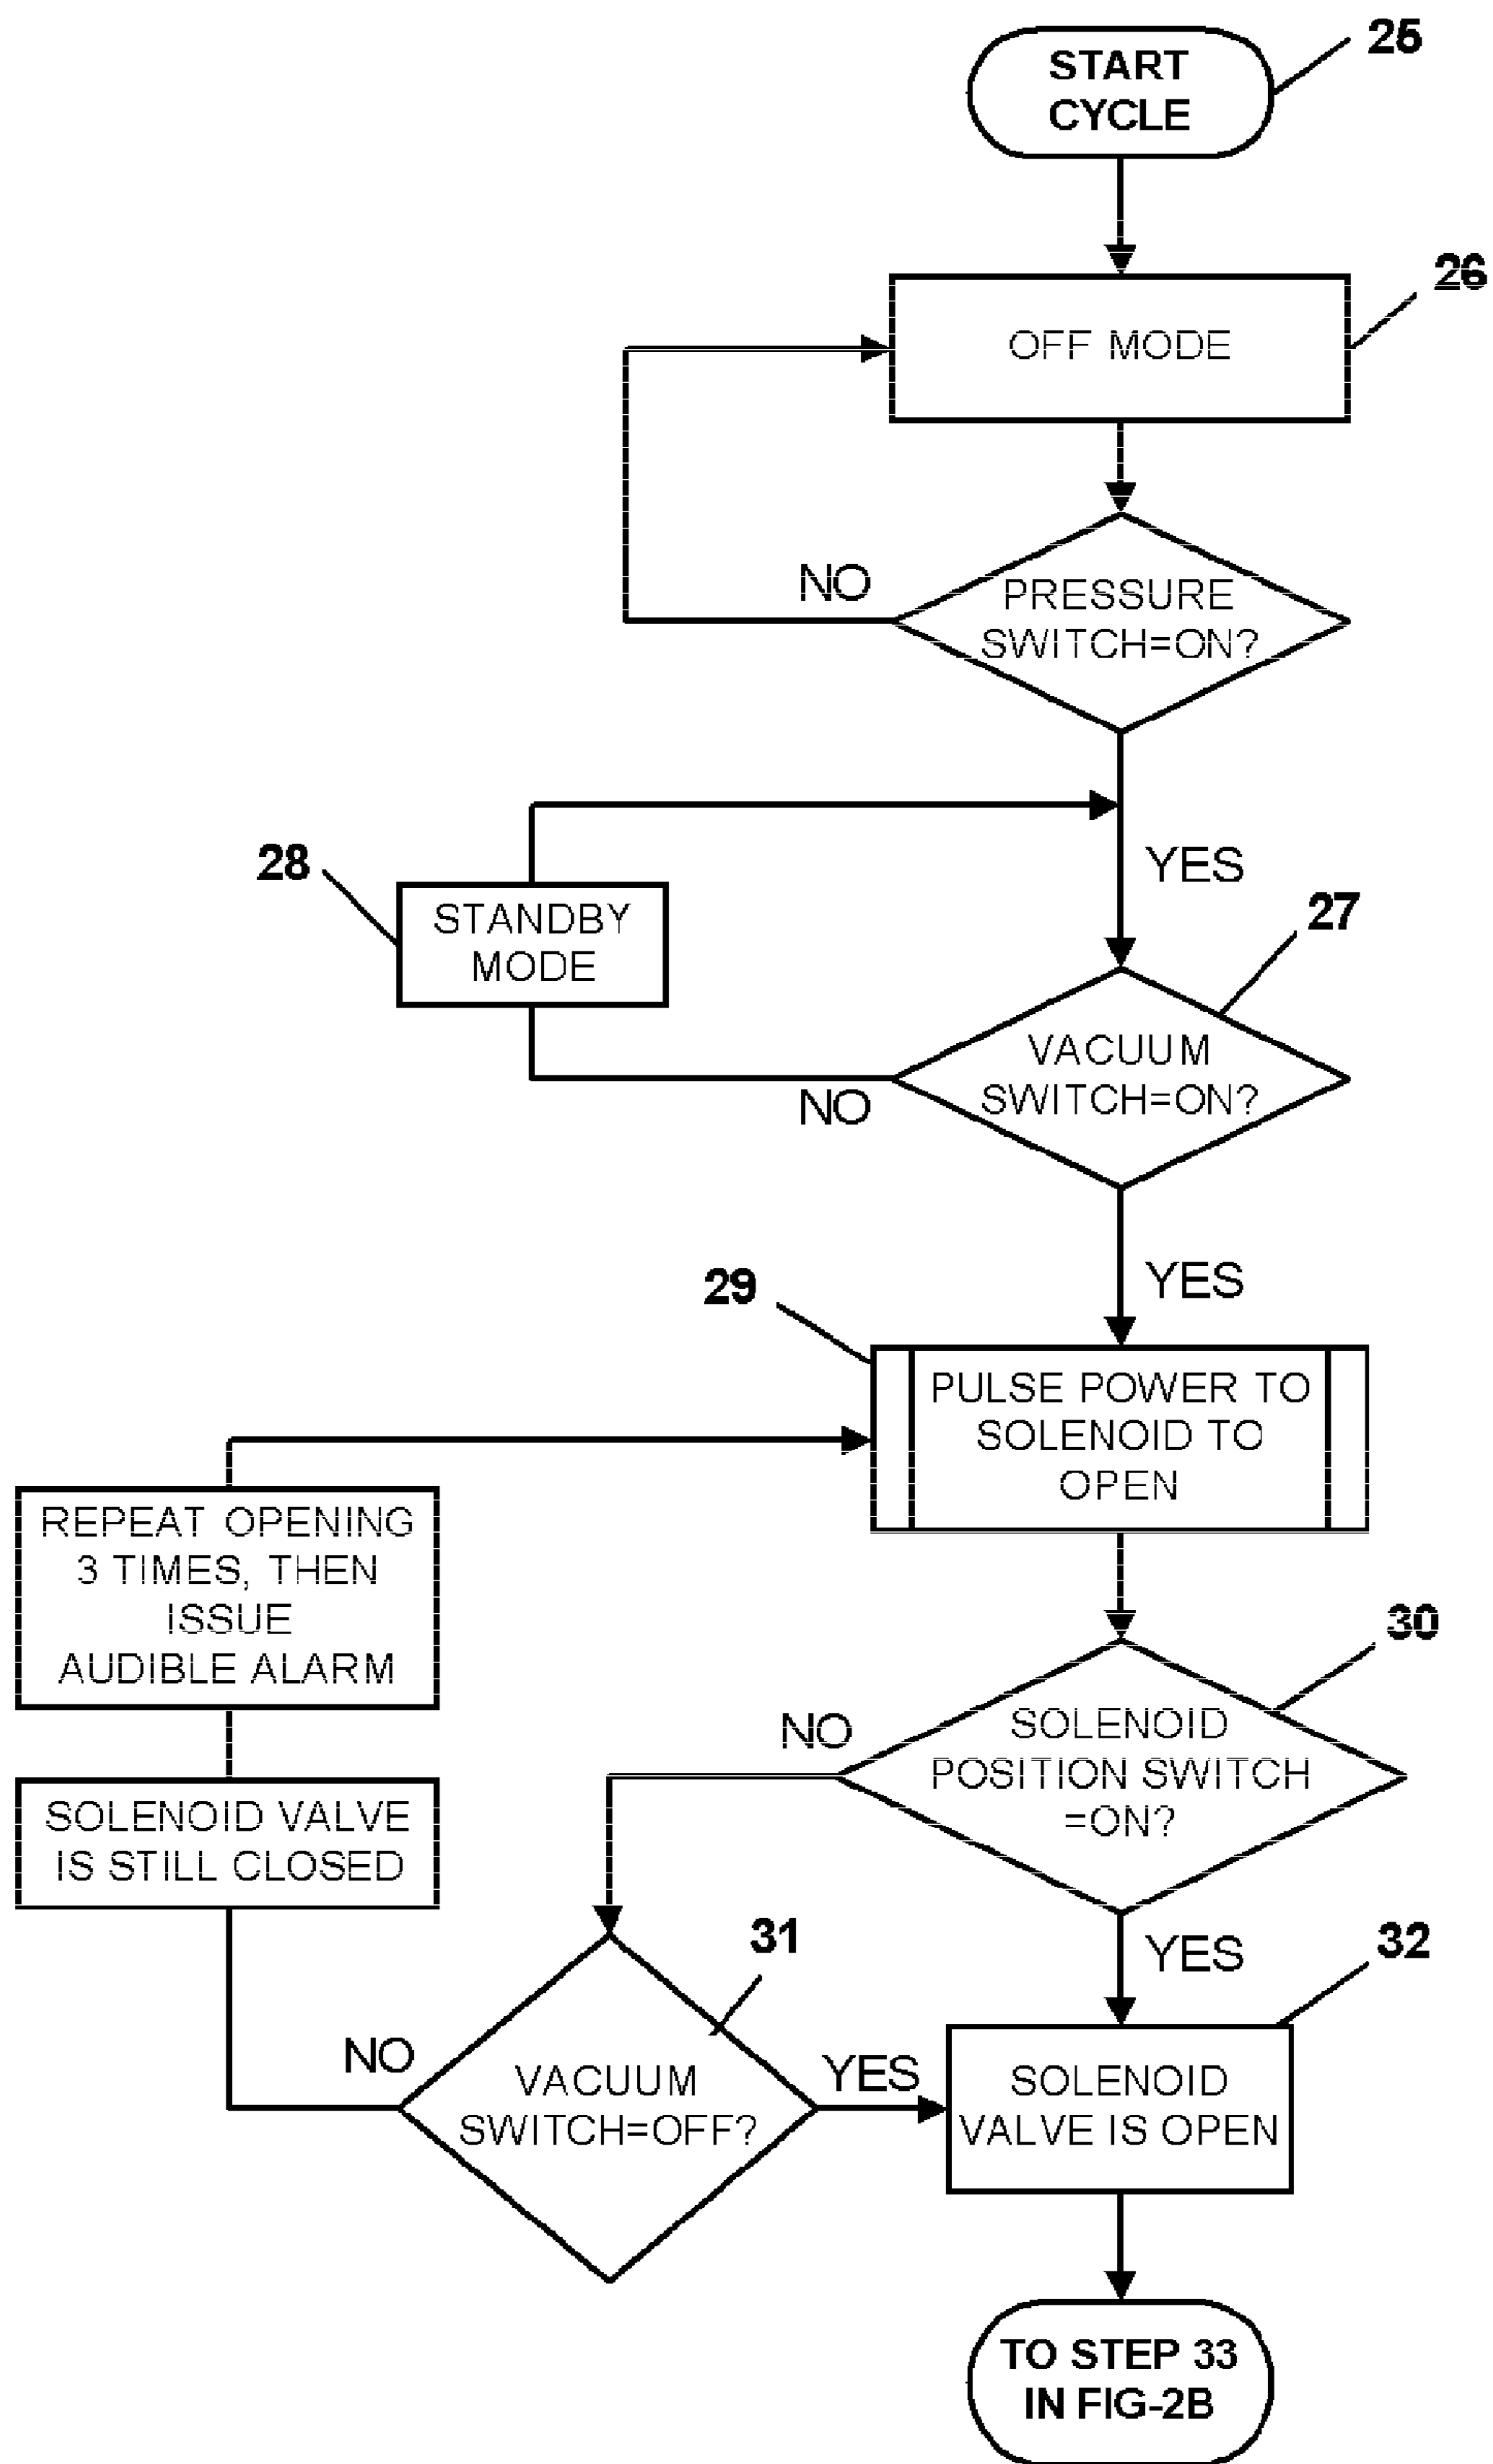 START
CYCLE
25
26
OFF MODE
NO
PRESSURE
SWITCH=ON?
28
STANDBY
MODE
YES
27
VACUUM
SWITCH=ON?
NO
YES
29
PULSE POWER TO
SOLENOID TO
OPEN
REPEAT OPENING
3 TIMES, THEN
ISSUE
AUDIBLE ALARM
30
NO
SOLENOID
POSITION SWITCH
=ON?
SOLENOID VALVE
IS STILL CLOSED
31
YES
32
NO
VACUUM
SWITCH=OFF?
YES
SOLENOID
VALVE IS OPEN
TO STEP 33
IN FIG-2B